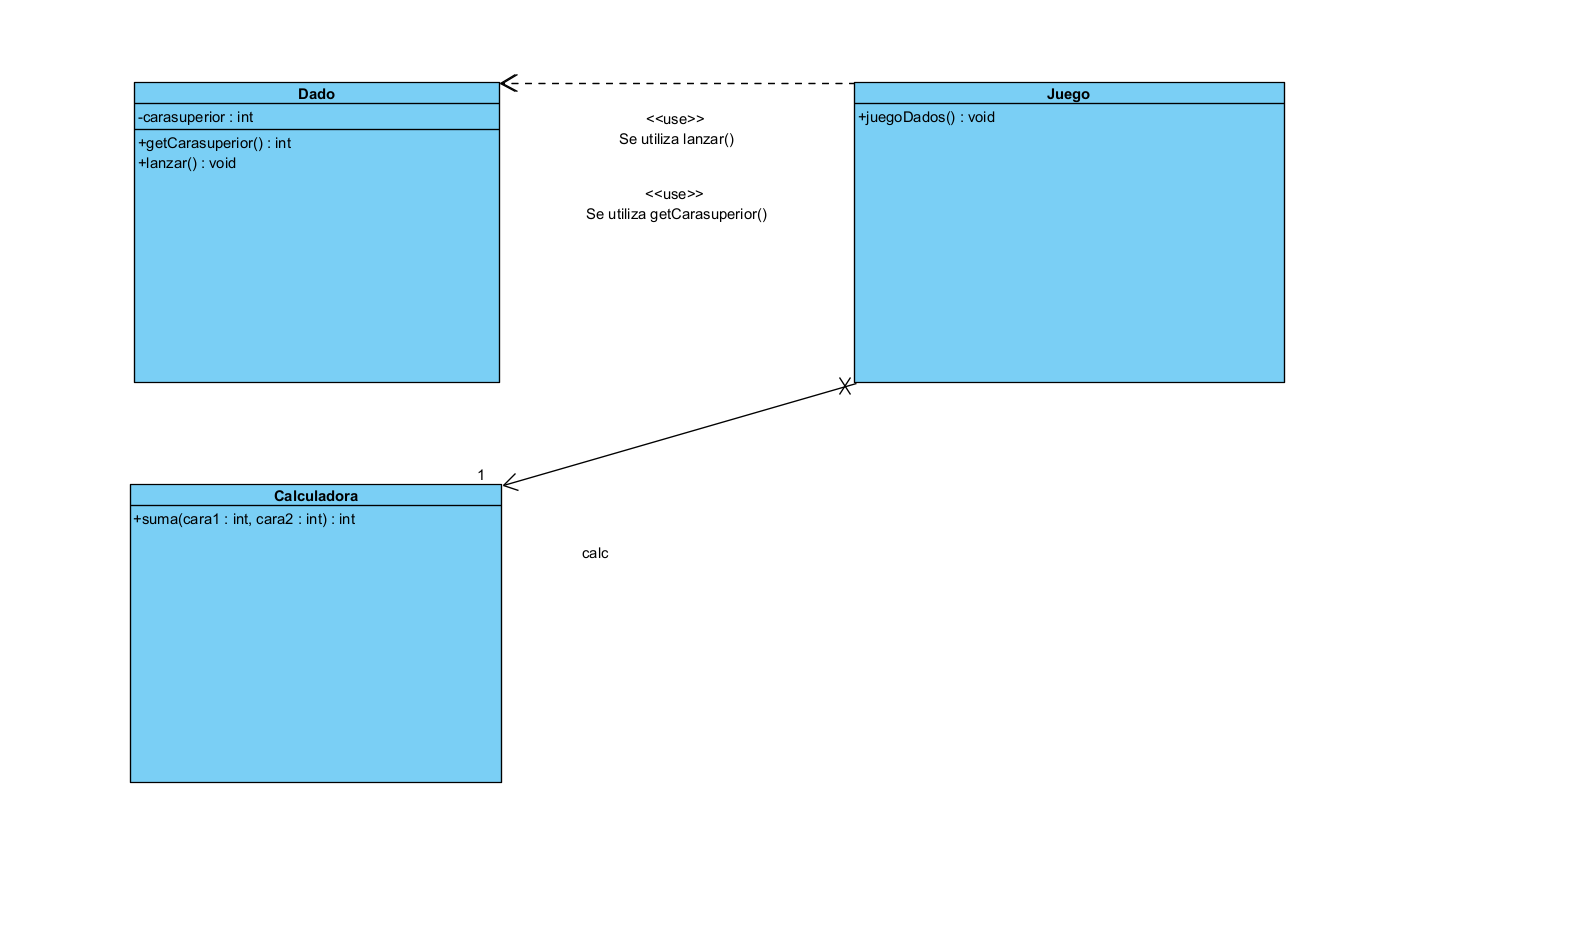 Dado
-carasuperior : int
+getCarasuperior() : int
+lanzar() : void
<<use>>
Se utiliza lanzar()
<<use>>
Se utiliza getCarasuperior()
Juego
+juegoDados() : void
1
Calculadora
+suma(cara1 : int, cara2 : int) : int
calc